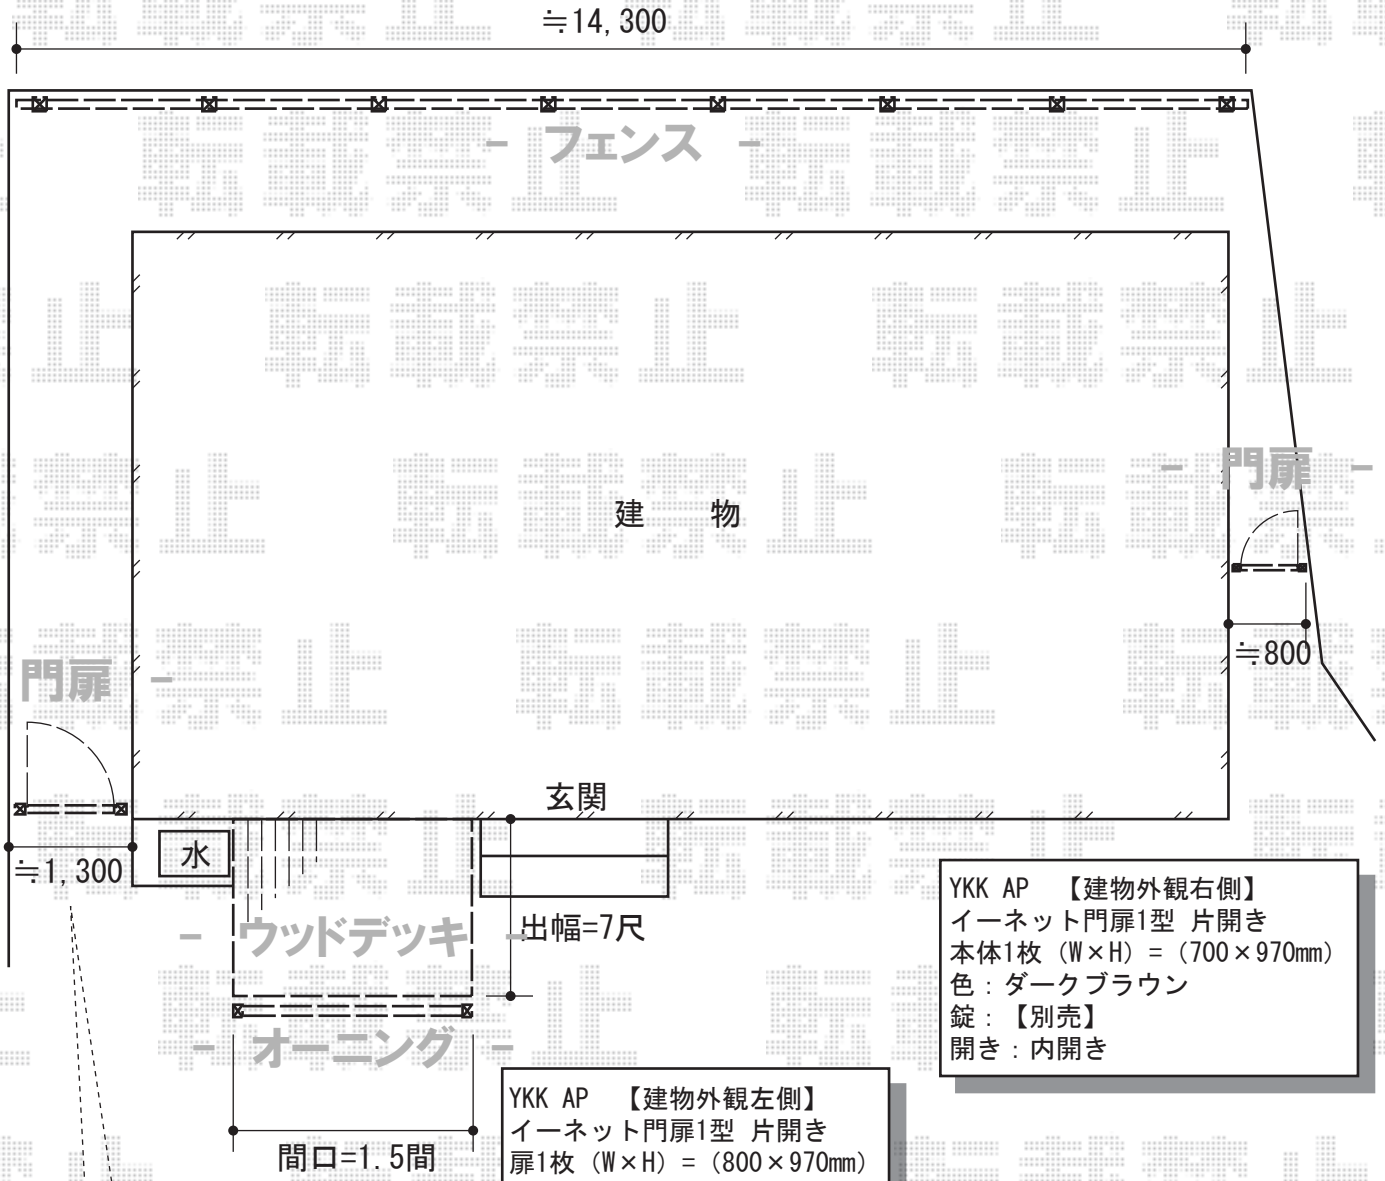 ≒14,300
- フェンス -
建 物
- 門扉 -
≒800
門扉 -
玄関
水
≒1,300
- ウッドデッキ -
出幅=7尺
- オーニング -
間口=1.5間
YKK AP 【建物外観右側】
イーネット門扉1型 片開き
本体1枚 (W×H) = (700×970mm)
色：ダークブラウン
錠：【別売】
開き：内開き
YKK AP 【建物外観左側】
イーネット門扉1型 片開き
扉1枚 (W×H) = (800×970mm)
転載禁止